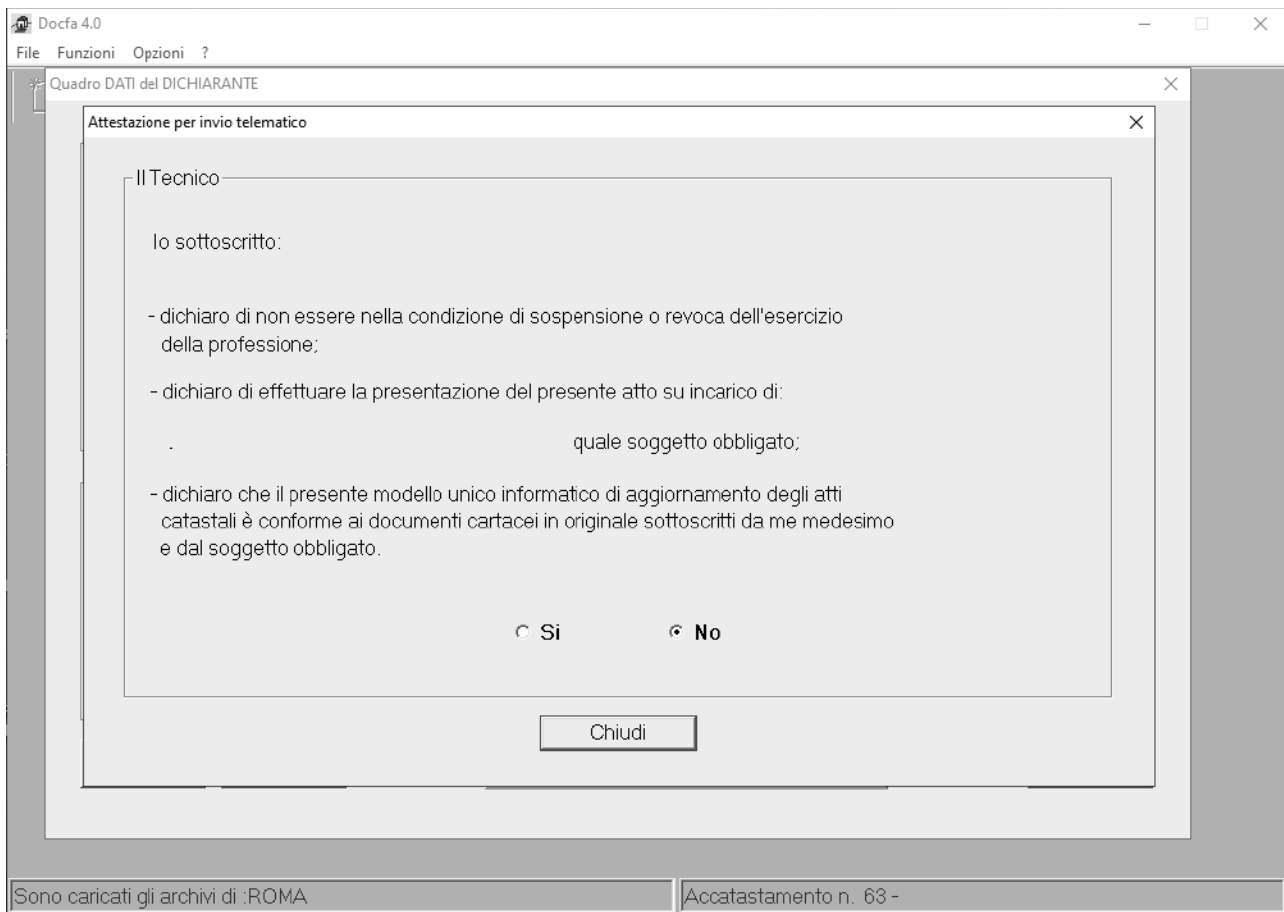 Docfa 4.0
File Funzioni Opzioni ?
Quadro DATI del DICHIARANTE
Attestazione per invio telematico
Il Tecnico
Io sottoscritto:
- dichiaro di non essere nella condizione di sospensione o revoca dell'esercizio
della professione;
- dichiaro di effettuare la presentazione del presente atto su incarico di:
. quale soggetto obbligato;
- dichiaro che il presente modello unico informatico di aggiornamento degli atti
catastali è conforme ai documenti cartacei in originale sottoscritti da me medesimo
e dal soggetto obbligato.
Si No
Chiudi
Sono caricati gli archivi di :ROMA Accatastamento n. 63 -